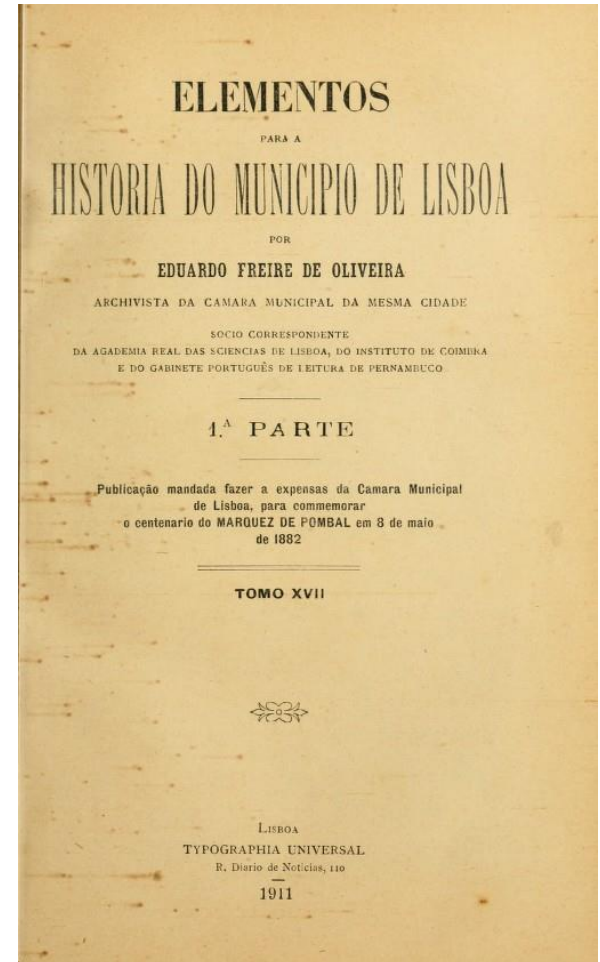 ELEMENTOS
PARA A
HISTORIA DO MUNICIPIO DE LISBOA
POR
EDUARDO FREIRE DE OLIVEIRA
ARCHIVISTA DA CAMARA MUNICIPAL DA MESMA CIDADE
SOCIO CORRESPONDENTE
DA AGADEMIA REAL DAS SCIENCIAS DE LISBOA, DO INSTITUTO DE COIMBRA
E DO GABINETE PORTUGUÊS DE LEITURA DE PERNAMBUCO
1.ᴬ PARTE
Publicação mandada fazer a expensas da Camara Municipal
de Lisboa, para commemorar
o centenario do MARQUEZ DE POMBAL em 8 de maio
de 1882
TOMO XVII
LISBOA
TYPOGRAPHIA UNIVERSAL
R. Diario de Noticias, 110
1911